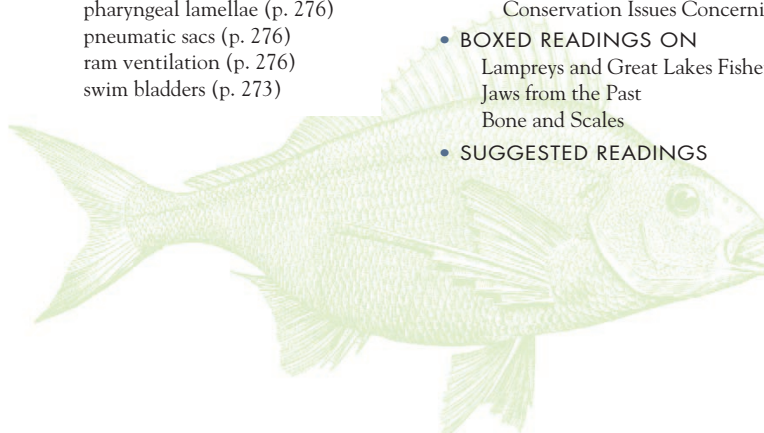 pharyngeal lamellae (p. 276)
pneumatic sacs (p. 276)
ram ventilation (p. 276)
swim bladders (p. 273)
Conservation Issues Concerni
• BOXED READINGS ON
Lampreys and Great Lakes Fishe
Jaws from the Past
Bone and Scales
• SUGGESTED READINGS